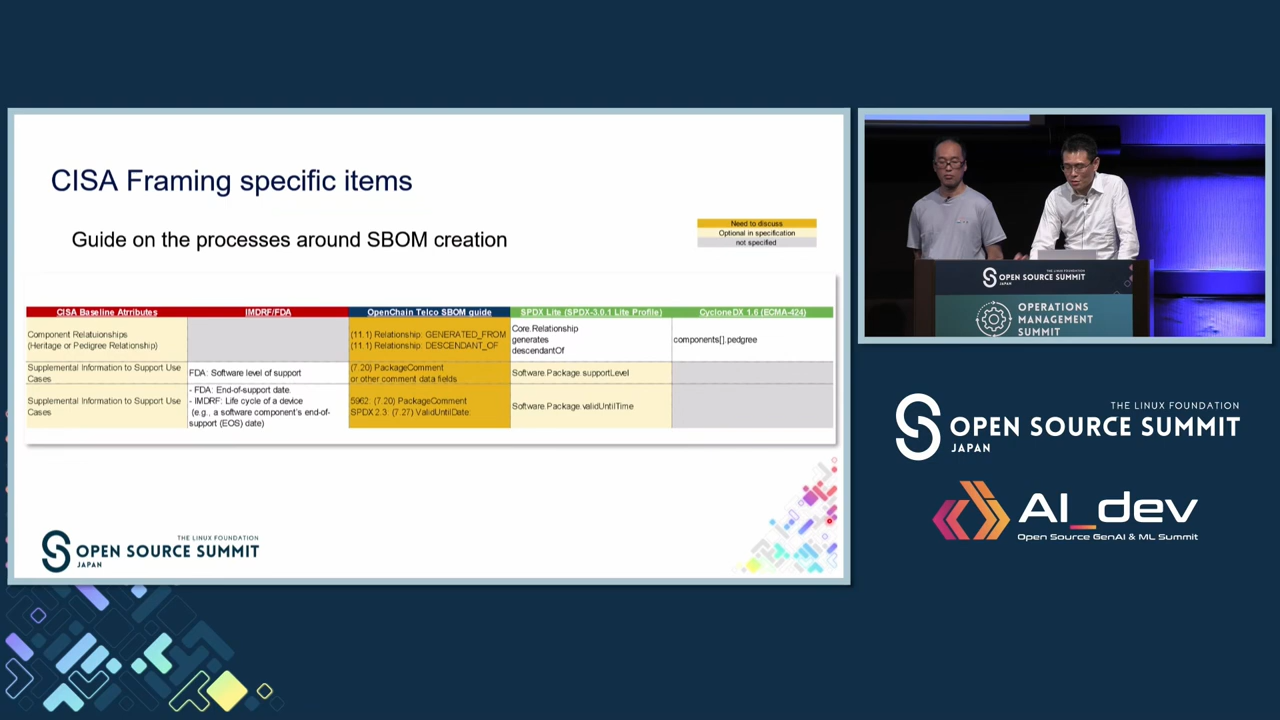 CISA Framing specific items
Guide on the processes around SBOM creation
Need to discuss
Optional in specification
not specified
CISA Baseline Atrributes
IMDRF/FDA
OpenChain Telco SBOM guide
SPDX Lite (SPDX-3.0.1 Lite Profile)
CycloneDX 1.6 (ECMA-424)
Component Relatuionships
(Heritage or Pedigree Relationship)
(11.1) Relationship: GENERATED_FROM
(11.1) Relationship: DESCENDANT_OF
Core.Relationship
generates
descendantOf
components[].pedgree
Supplemental Information to Support Use
Cases
FDA: Software level of support
(7.20) PackageComment
or other comment data fields
Software.Package.supportLevel
Supplemental Information to Support Use
Cases
- FDA: End-of-support date.
- IMDRF: Life cycle of a device
(e.g., a software component's end-of-
support (EOS) date)
5962: (7.20) PackageComment
SPDX 2.3: (7.27) ValidUntilDate:
Software.Package validUntilTime
THE LINUX FOUNDATION
OPEN SOURCE SUMMIT
JAPAN
THE LINUX FOUNDATION
OPEN SOURCE SUMMIT
JAPAN
OPERATIONS
MANAGEMENT
SUMMIT
THE LINUX FOUNDATION
OPEN SOURCE SUMMIT
JAPAN
AI_dev
Open Source GenAI & ML Summit